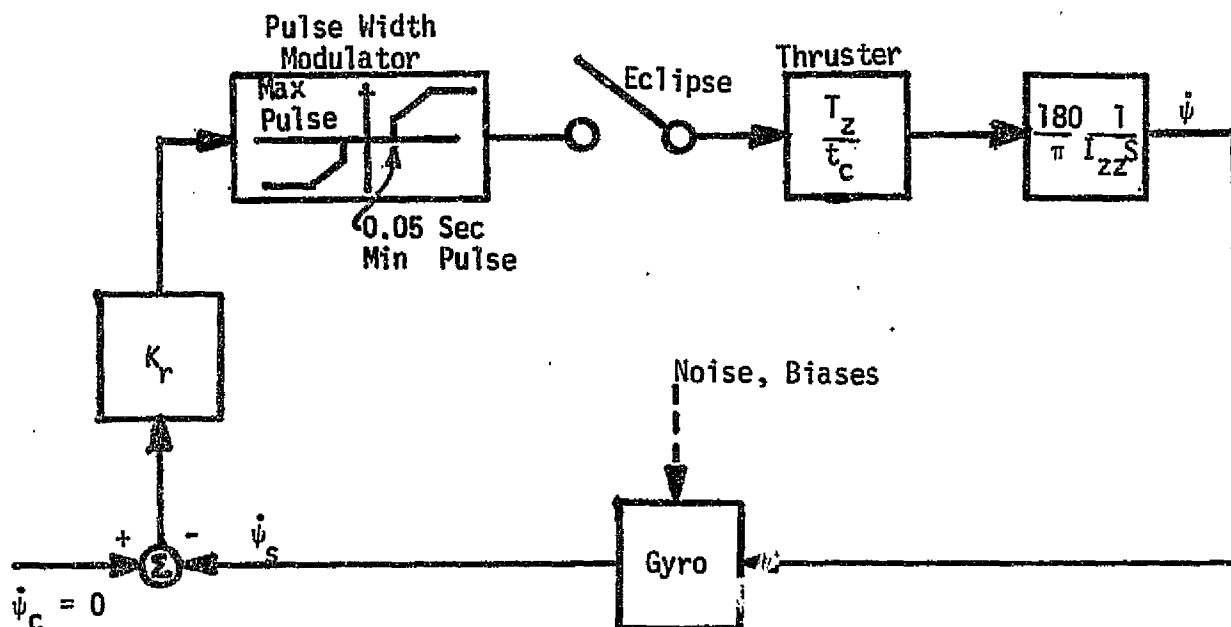 Pulse Width
Modulator
Max
Pulse
Eclipse
Thruster
T_z
t_c
180 1
π I_zz S
ψ̇
0.05 Sec
Min Pulse
K_r
Noise, Biases
+
-
ψ̇_s
Σ
Gyro
ψ̇_c = 0